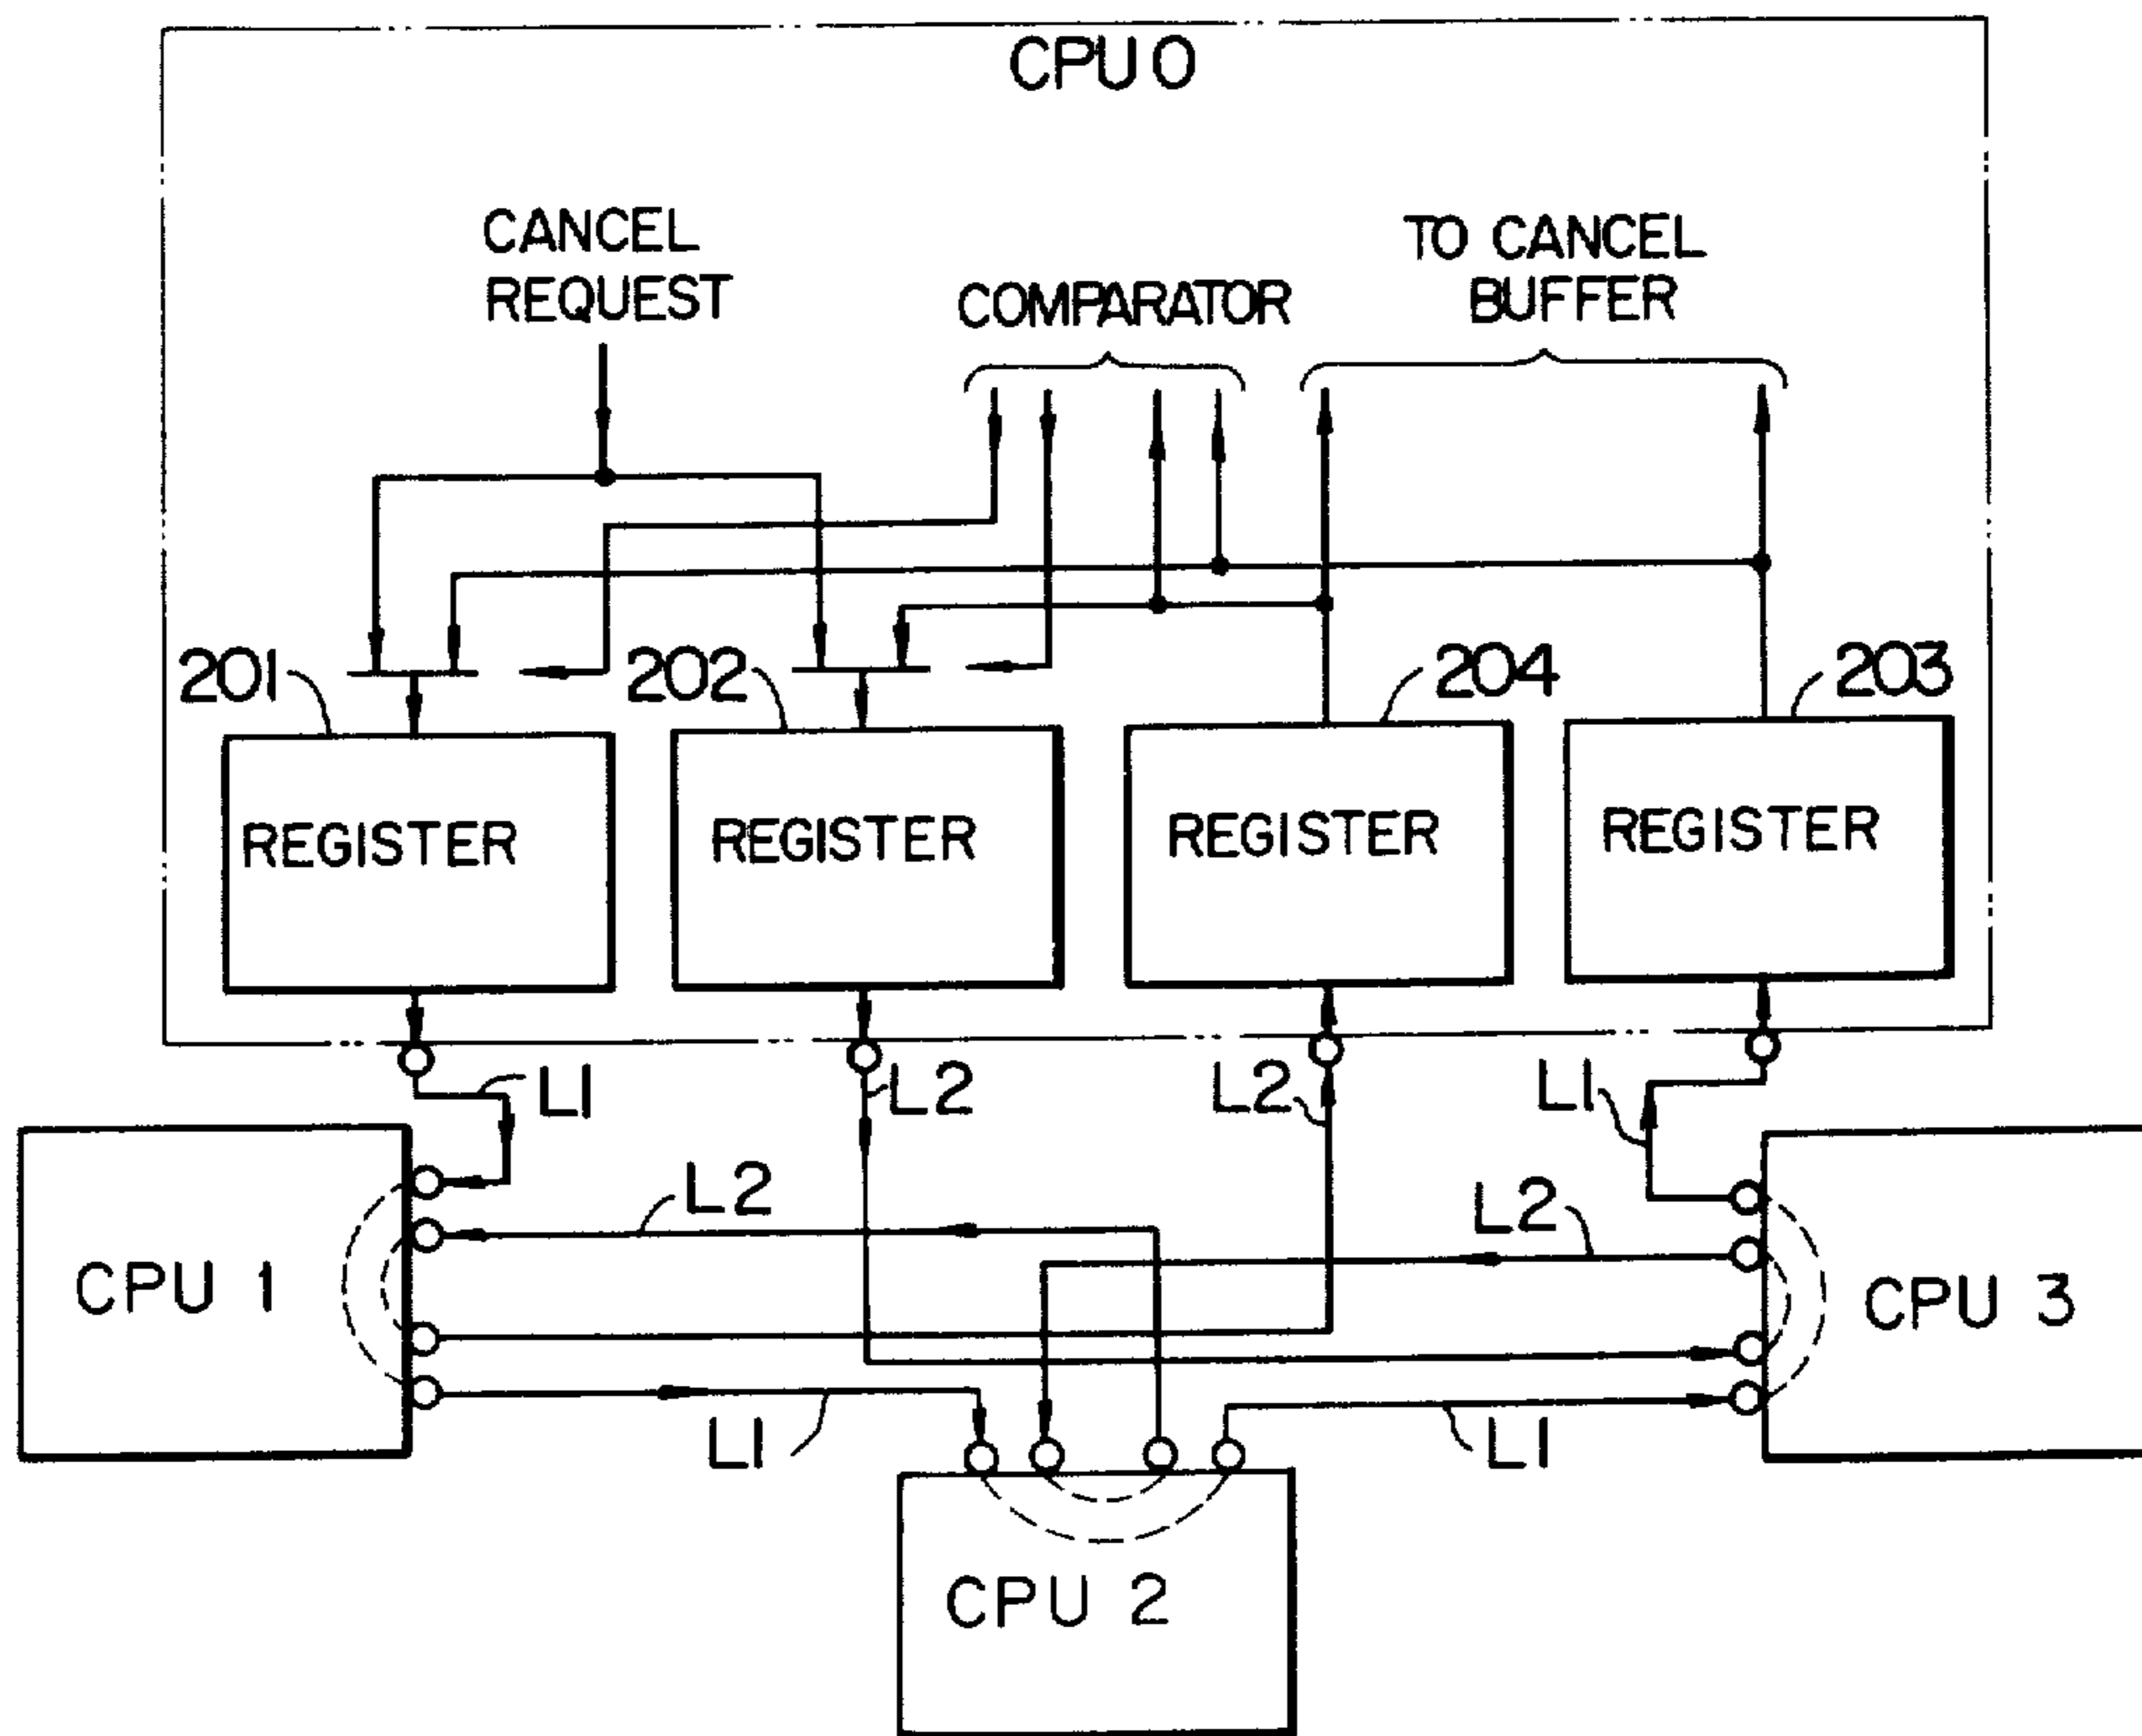 CPU 0
CANCEL
REQUEST
COMPARATOR
TO CANCEL
BUFFER
201
202
204
203
REGISTER
REGISTER
REGISTER
REGISTER
L1
L2
L2
L1
L2
L2
CPU 1
CPU 3
L1
L1
CPU 2